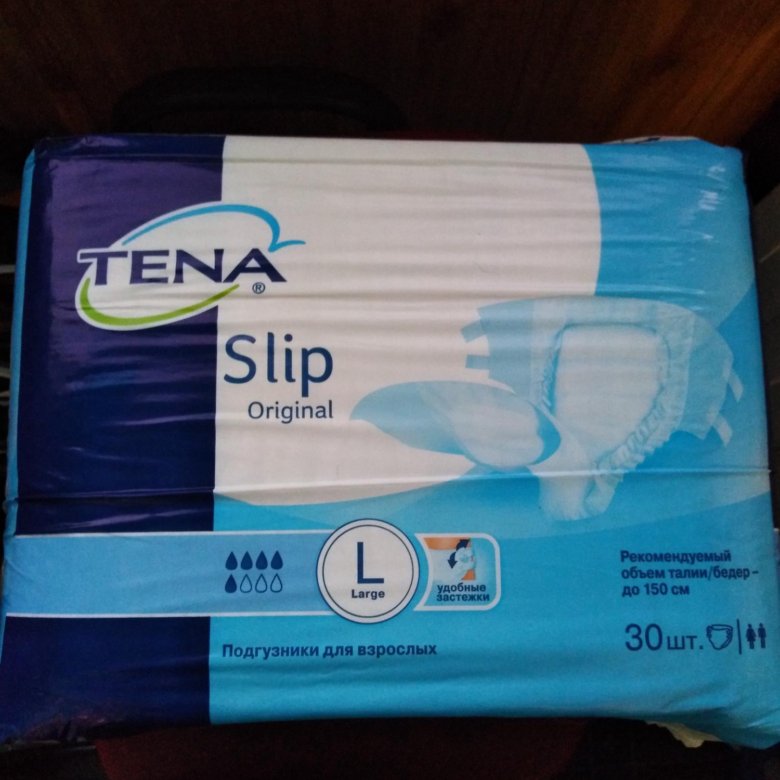 TENA
®
Slip
Original
L
Large
удобные
застежки
Рекомендуемый
объем талии/бедер –
до 150 см
30 шт.
Подгузники для взрослых